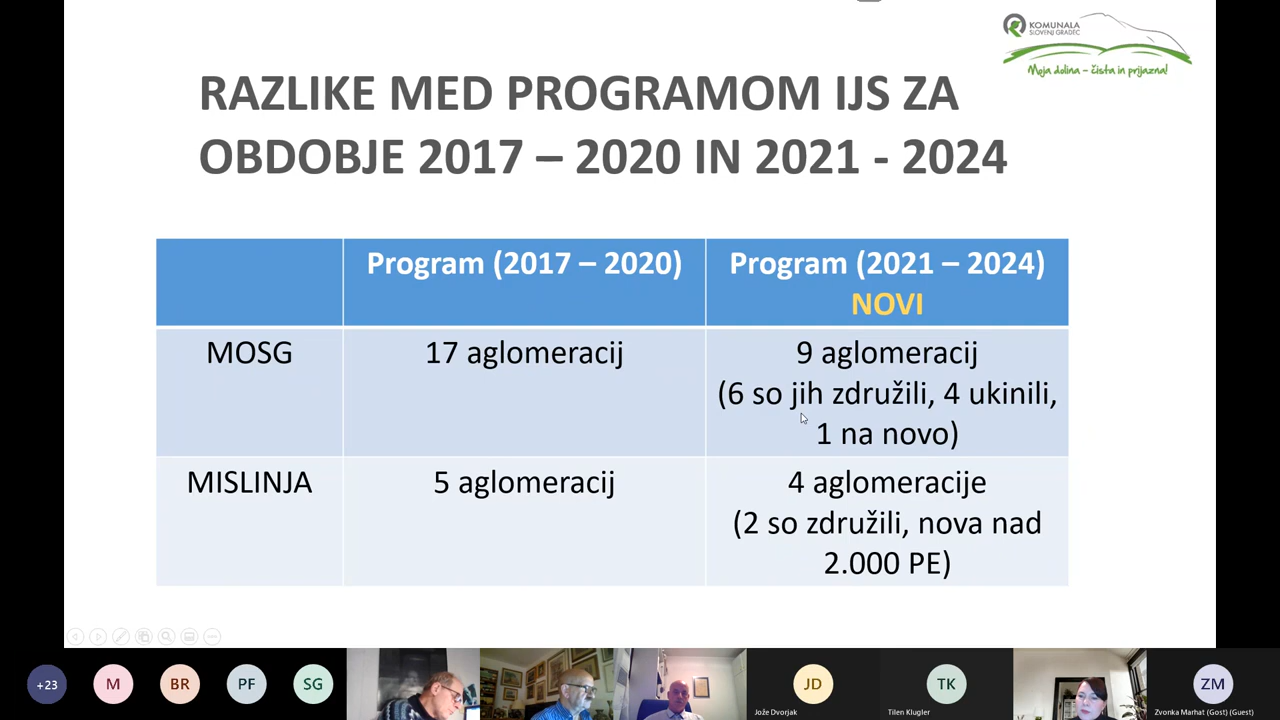 KOMUNALA
SLOVENJ GRADEC
Moja dolina – čista in prijazna!
RAZLIKE MED PROGRAMOM IJS ZA
OBDOBJE 2017 – 2020 IN 2021 - 2024
Program (2017 – 2020)
Program (2021 – 2024)
NOVI
MOSG
17 aglomeracij
9 aglomeracij
(6 so jih združili, 4 ukinili,
1 na novo)
MISLINJA
5 aglomeracij
4 aglomeracije
(2 so združili, nova nad
2.000 PE)
+23
M
BR
PF
SG
JD
Jože Dvorjak
TK
Tilen Klugler
ZM
Zvonka Marhat (Gost) (Guest)